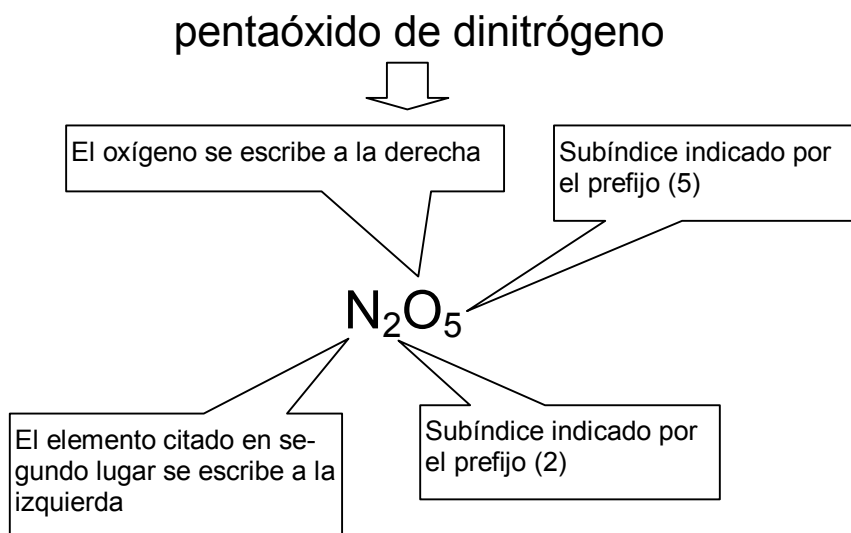 pentaóxido de dinitrógeno
El oxígeno se escribe a la derecha
Subíndice indicado por
el prefijo (5)
N₂O₅
El elemento citado en se-
gundo lugar se escribe a la
izquierda
Subíndice indicado por
el prefijo (2)